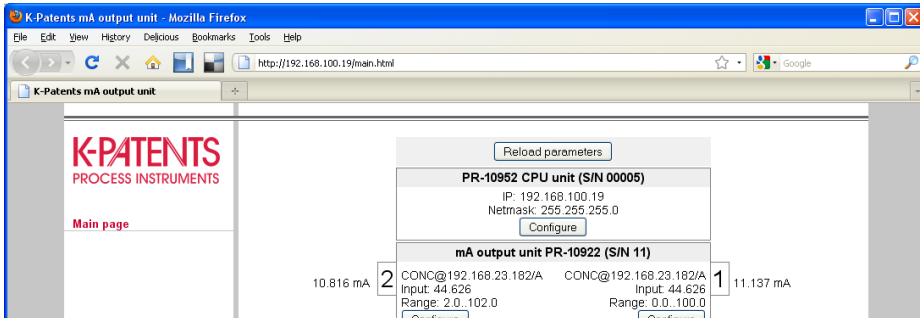 K-Patents mA output unit - Mozilla Firefox
File Edit View History Delicious Bookmarks Tools Help
http://192.168.100.19/main.html
Google
K-Patents mA output unit
K-PATENTS
PROCESS INSTRUMENTS
Main page
Reload parameters
PR-10952 CPU unit (S/N 00005)
IP: 192.168.100.19
Netmask: 255.255.255.0
Configure
mA output unit PR-10922 (S/N 11)
10.816 mA 2 CONC@192.168.23.182/A CONC@192.168.23.182/A 1 11.137 mA
Input: 44.626 Input: 44.626
Range: 2.0..102.0 Range: 0.0..100.0
Configure Configure